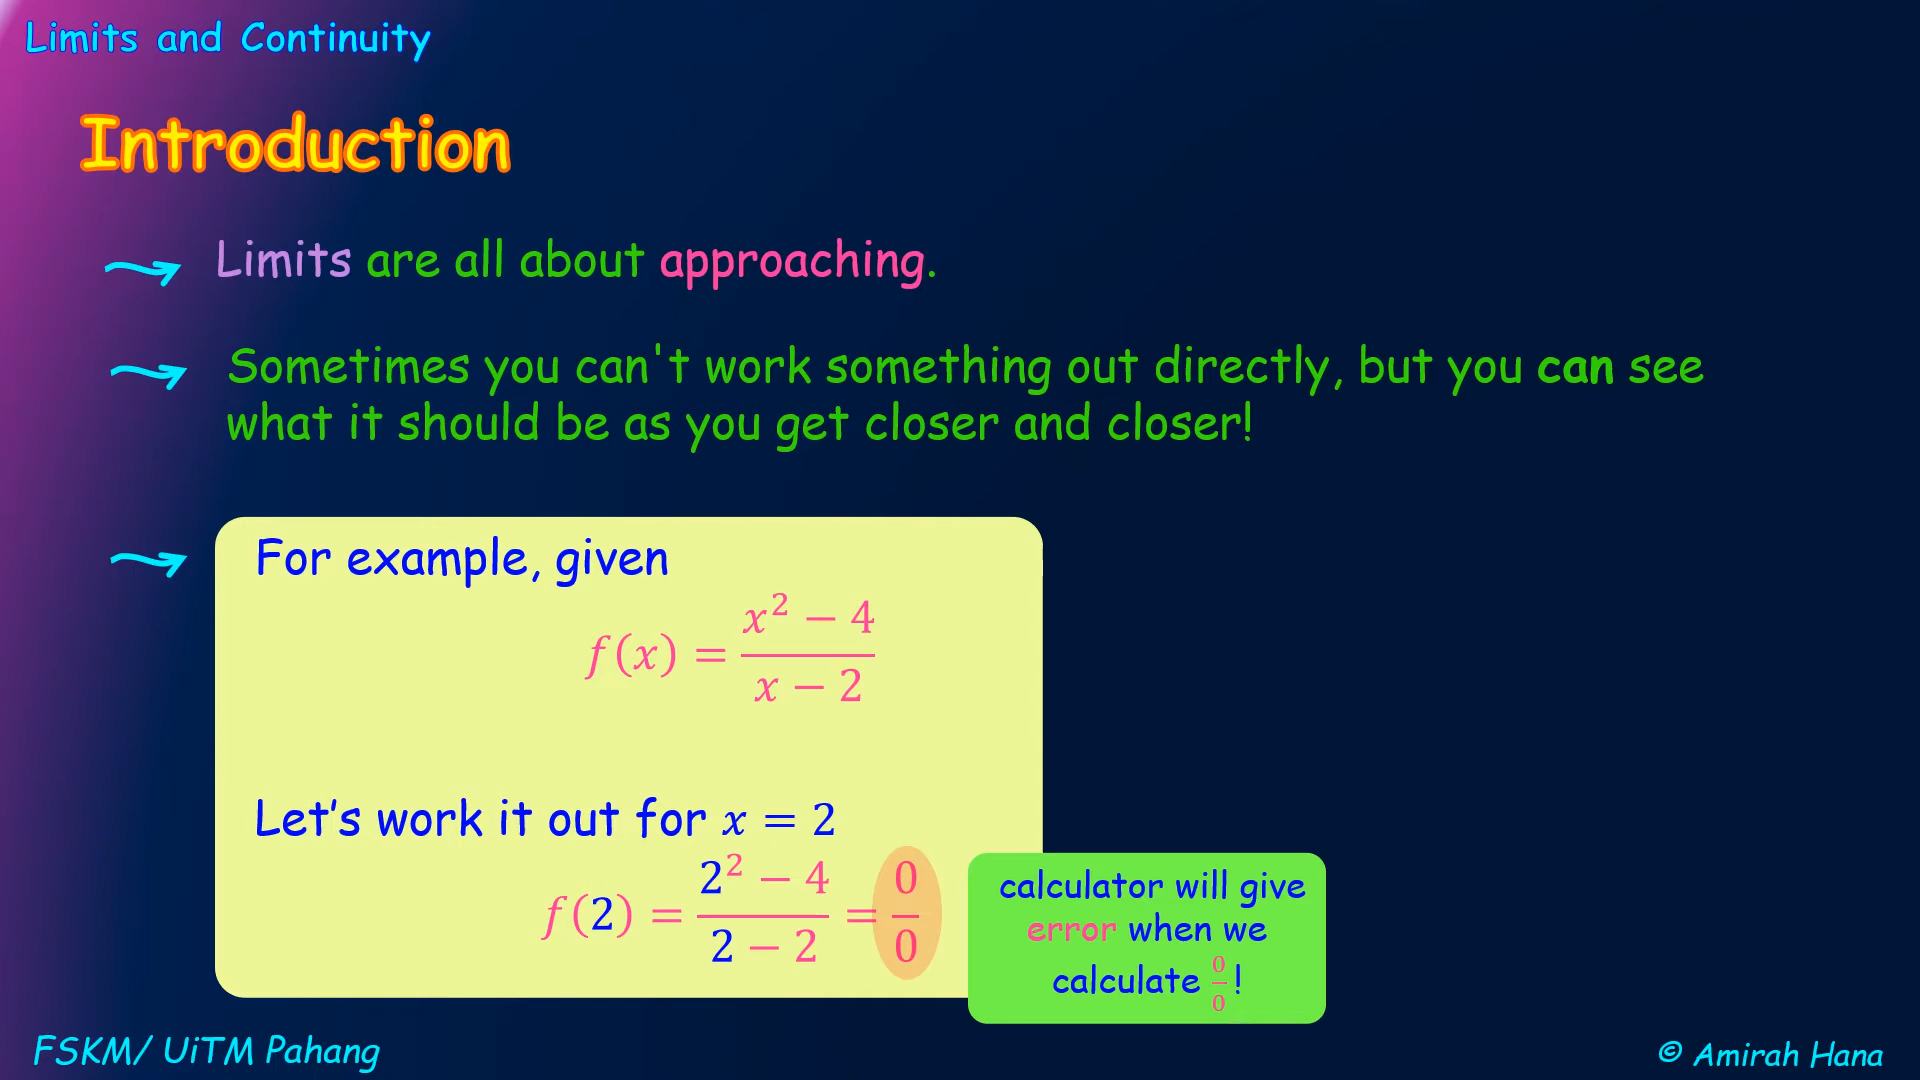 Limits and Continuity
Introduction
Limits are all about approaching.
Sometimes you can't work something out directly, but you can see
what it should be as you get closer and closer!
For example, given
f(x) = (x² − 4)/(x − 2)
Let's work it out for x = 2
f(2) = (2² − 4)/(2 − 2) = 0/0
calculator will give
error when we
calculate 0/0 !
FSKM/ UiTM Pahang
© Amirah Hana